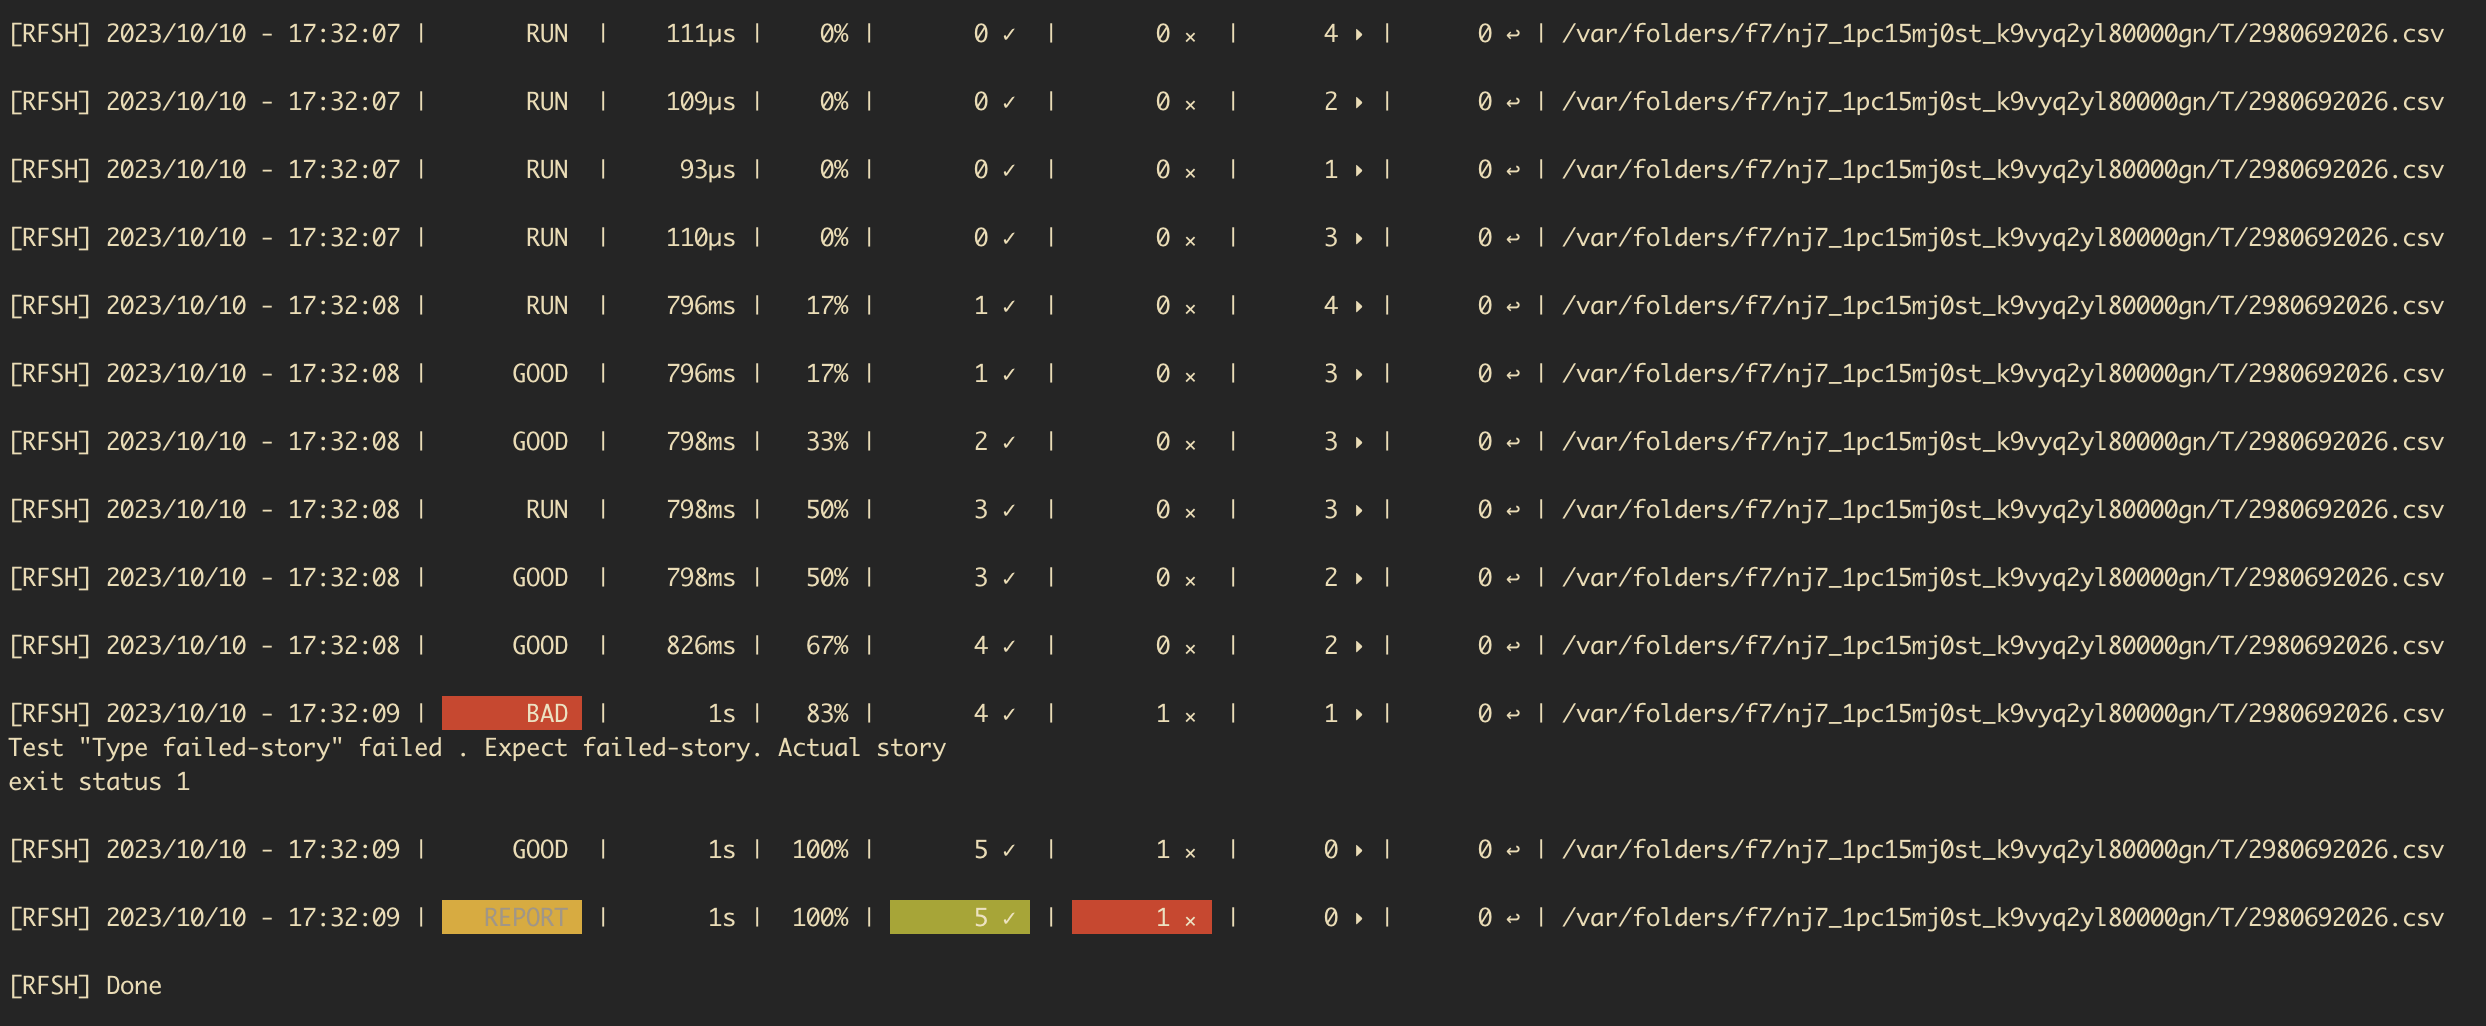 [RFSH] 2023/10/10 - 17:32:07 | RUN | 111µs | 0% | 0 ✓ | 0 ✗ | 4 ▸ | 0 ↩ | /var/folders/f7/nj7_1pc15mj0st_k9vyq2yl80000gn/T/2980692026.csv
[RFSH] 2023/10/10 - 17:32:07 | RUN | 109µs | 0% | 0 ✓ | 0 ✗ | 2 ▸ | 0 ↩ | /var/folders/f7/nj7_1pc15mj0st_k9vyq2yl80000gn/T/2980692026.csv
[RFSH] 2023/10/10 - 17:32:07 | RUN | 93µs | 0% | 0 ✓ | 0 ✗ | 1 ▸ | 0 ↩ | /var/folders/f7/nj7_1pc15mj0st_k9vyq2yl80000gn/T/2980692026.csv
[RFSH] 2023/10/10 - 17:32:07 | RUN | 110µs | 0% | 0 ✓ | 0 ✗ | 3 ▸ | 0 ↩ | /var/folders/f7/nj7_1pc15mj0st_k9vyq2yl80000gn/T/2980692026.csv
[RFSH] 2023/10/10 - 17:32:08 | RUN | 796ms | 17% | 1 ✓ | 0 ✗ | 4 ▸ | 0 ↩ | /var/folders/f7/nj7_1pc15mj0st_k9vyq2yl80000gn/T/2980692026.csv
[RFSH] 2023/10/10 - 17:32:08 | GOOD | 796ms | 17% | 1 ✓ | 0 ✗ | 3 ▸ | 0 ↩ | /var/folders/f7/nj7_1pc15mj0st_k9vyq2yl80000gn/T/2980692026.csv
[RFSH] 2023/10/10 - 17:32:08 | GOOD | 798ms | 33% | 2 ✓ | 0 ✗ | 3 ▸ | 0 ↩ | /var/folders/f7/nj7_1pc15mj0st_k9vyq2yl80000gn/T/2980692026.csv
[RFSH] 2023/10/10 - 17:32:08 | RUN | 798ms | 50% | 3 ✓ | 0 ✗ | 3 ▸ | 0 ↩ | /var/folders/f7/nj7_1pc15mj0st_k9vyq2yl80000gn/T/2980692026.csv
[RFSH] 2023/10/10 - 17:32:08 | GOOD | 798ms | 50% | 3 ✓ | 0 ✗ | 2 ▸ | 0 ↩ | /var/folders/f7/nj7_1pc15mj0st_k9vyq2yl80000gn/T/2980692026.csv
[RFSH] 2023/10/10 - 17:32:08 | GOOD | 826ms | 67% | 4 ✓ | 0 ✗ | 2 ▸ | 0 ↩ | /var/folders/f7/nj7_1pc15mj0st_k9vyq2yl80000gn/T/2980692026.csv
[RFSH] 2023/10/10 - 17:32:09 | BAD | 1s | 83% | 4 ✓ | 1 ✗ | 1 ▸ | 0 ↩ | /var/folders/f7/nj7_1pc15mj0st_k9vyq2yl80000gn/T/2980692026.csv
Test "Type failed-story" failed . Expect failed-story. Actual story
exit status 1
[RFSH] 2023/10/10 - 17:32:09 | GOOD | 1s | 100% | 5 ✓ | 1 ✗ | 0 ▸ | 0 ↩ | /var/folders/f7/nj7_1pc15mj0st_k9vyq2yl80000gn/T/2980692026.csv
[RFSH] 2023/10/10 - 17:32:09 | REPORT | 1s | 100% | 5 ✓ | 1 ✗ | 0 ▸ | 0 ↩ | /var/folders/f7/nj7_1pc15mj0st_k9vyq2yl80000gn/T/2980692026.csv
[RFSH] Done